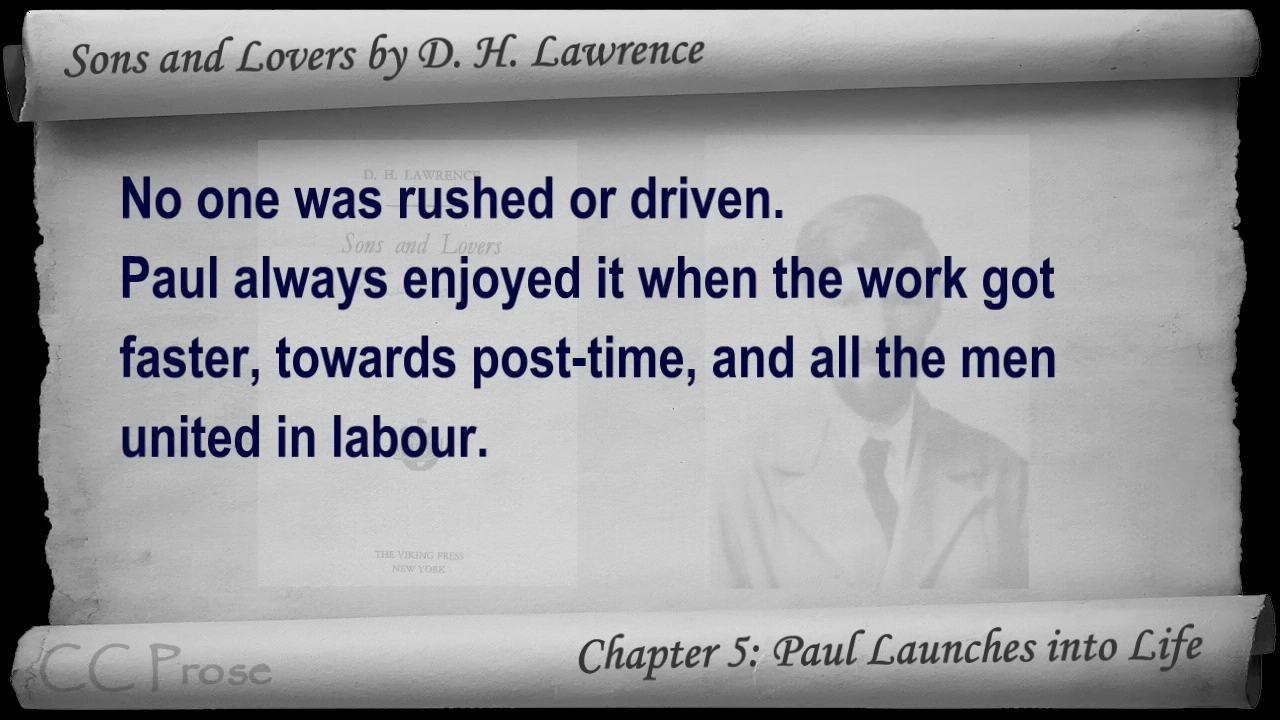 Sons and Lovers by D. H. Lawrence
D. H. LAWRENCE
No one was rushed or driven.
Sons and Lovers
Paul always enjoyed it when the work got
faster, towards post-time, and all the men
united in labour.
THE VIKING PRESS
NEW YORK
Chapter 5: Paul Launches into Life
CC Prose